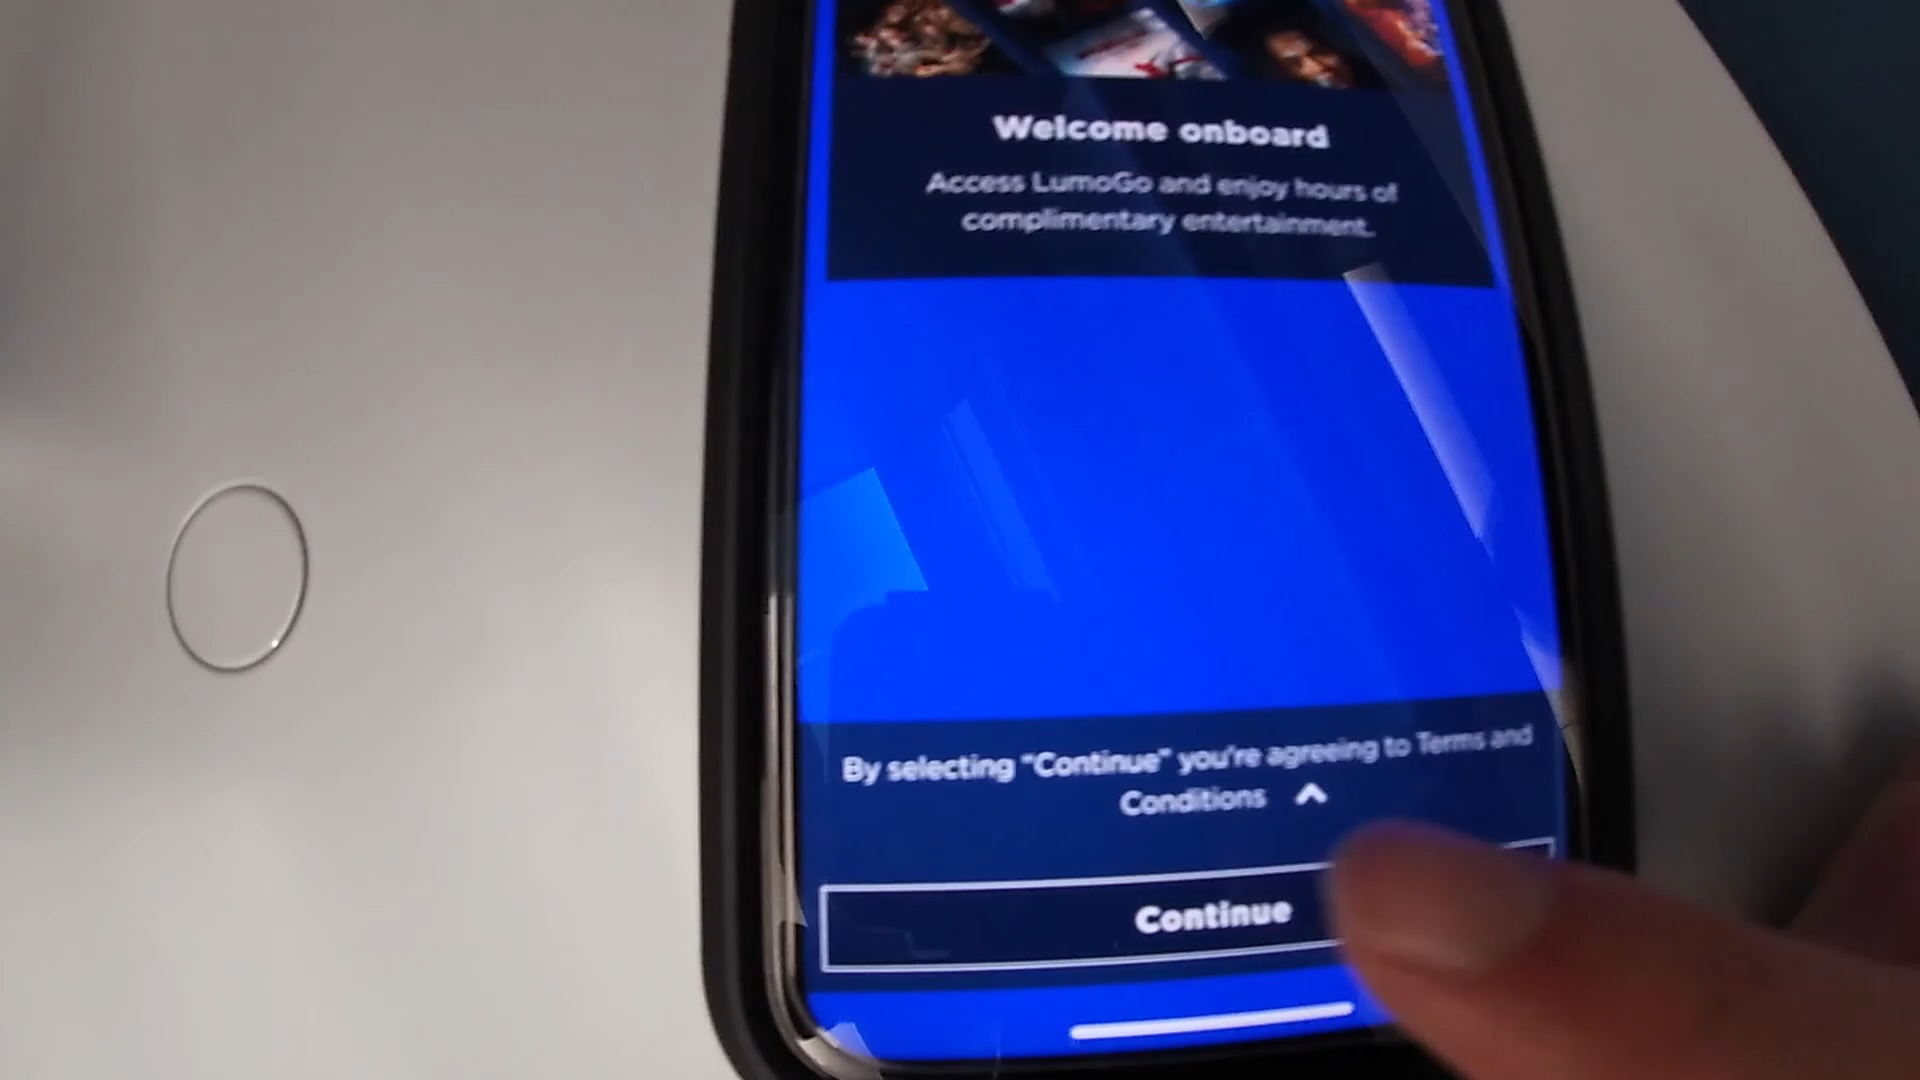 Welcome onboard
Access LumoGo and enjoy hours of
complimentary entertainment.
By selecting "Continue" you're agreeing to Terms and
Conditions
Continue